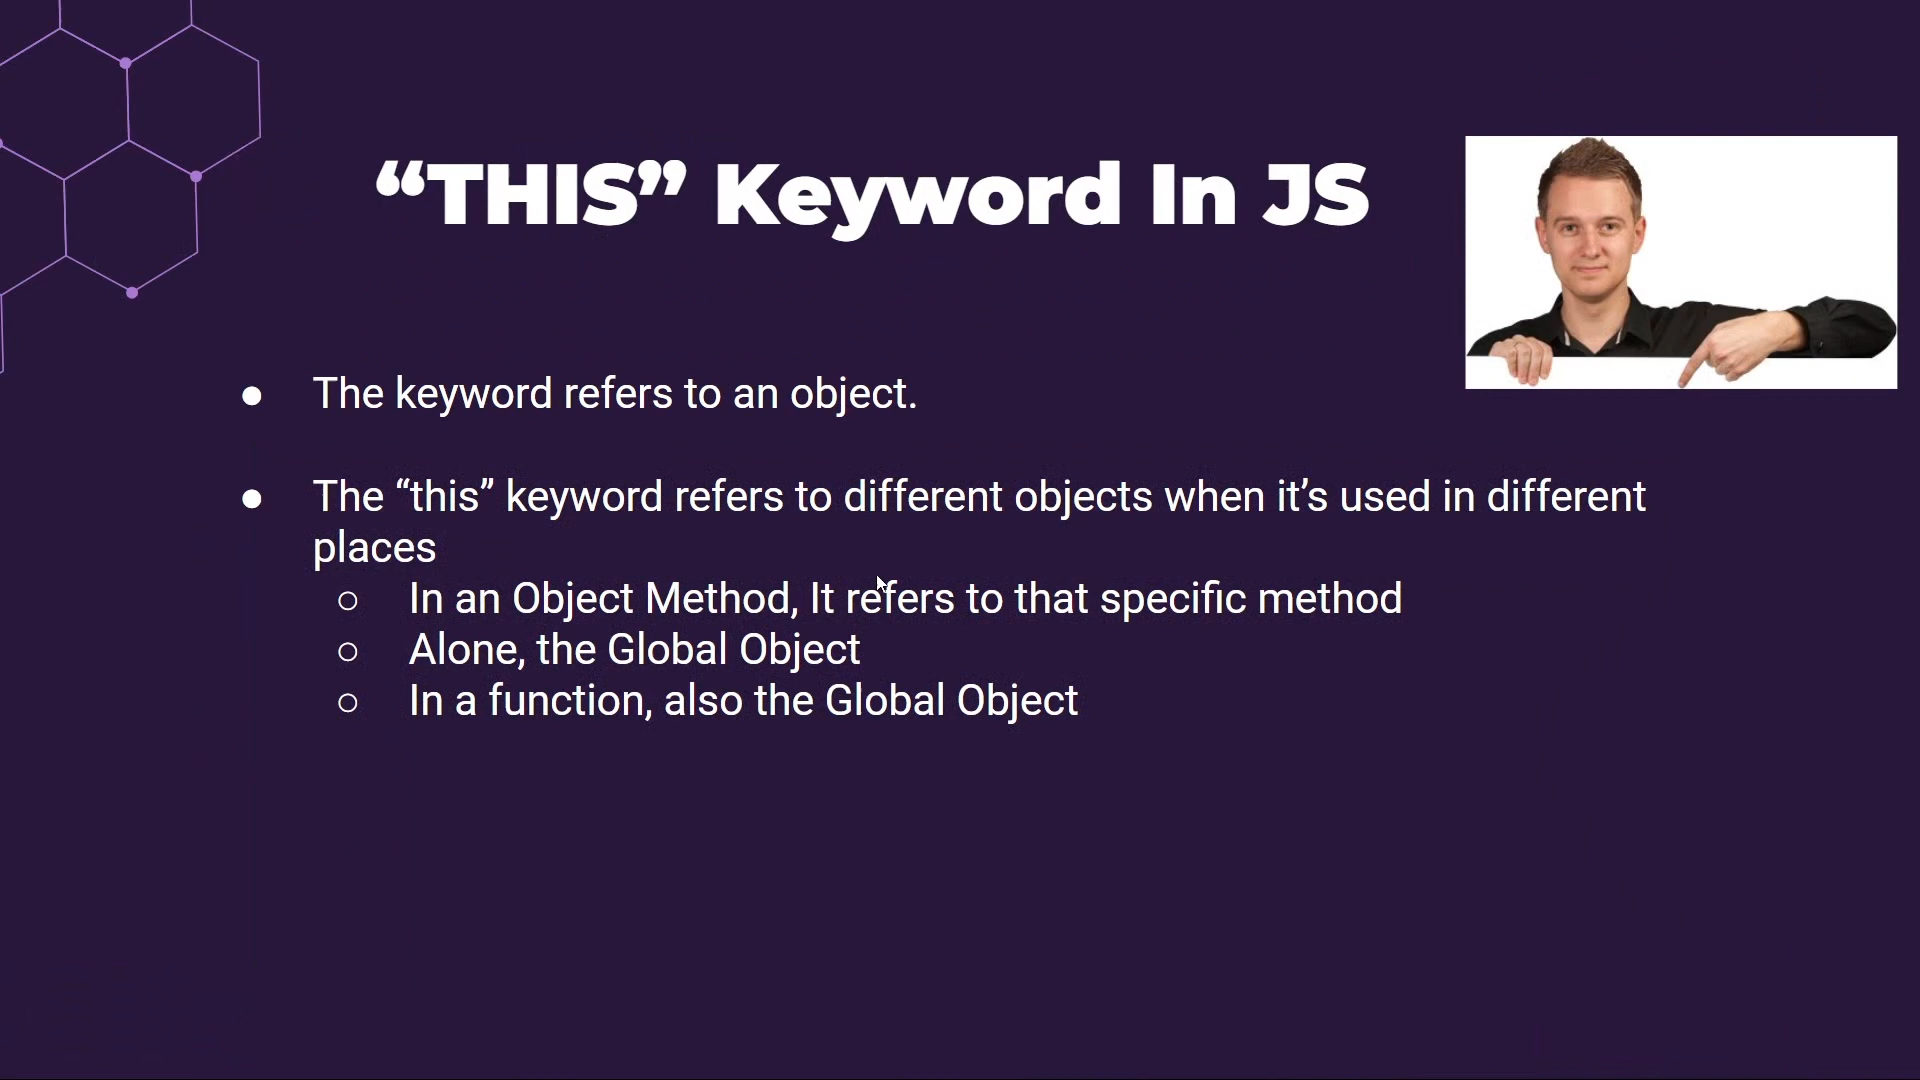 “THIS” Keyword In JS
● The keyword refers to an object.
● The “this” keyword refers to different objects when it’s used in different
places
○ In an Object Method, It refers to that specific method
○ Alone, the Global Object
○ In a function, also the Global Object